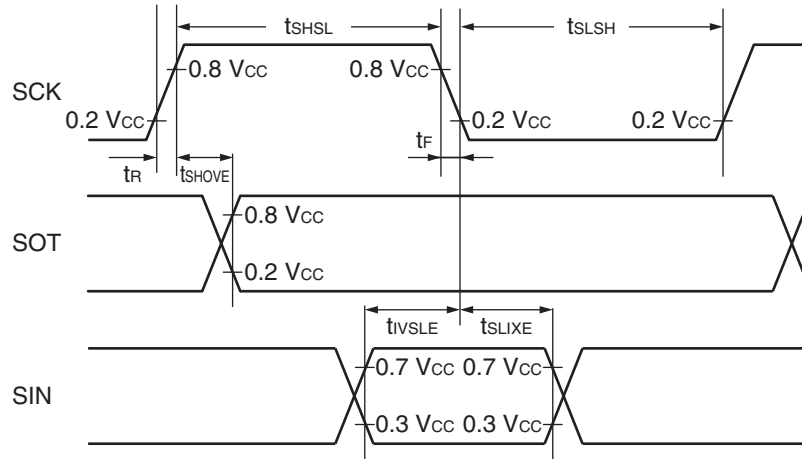 tSHSL
tSLSH
SCK
0.8 VCC
0.8 VCC
0.2 VCC
0.2 VCC
0.2 VCC
tR
tSHOVE
tF
SOT
0.8 VCC
0.2 VCC
tIVSLE
tSLIXE
SIN
0.7 VCC
0.7 VCC
0.3 VCC
0.3 VCC